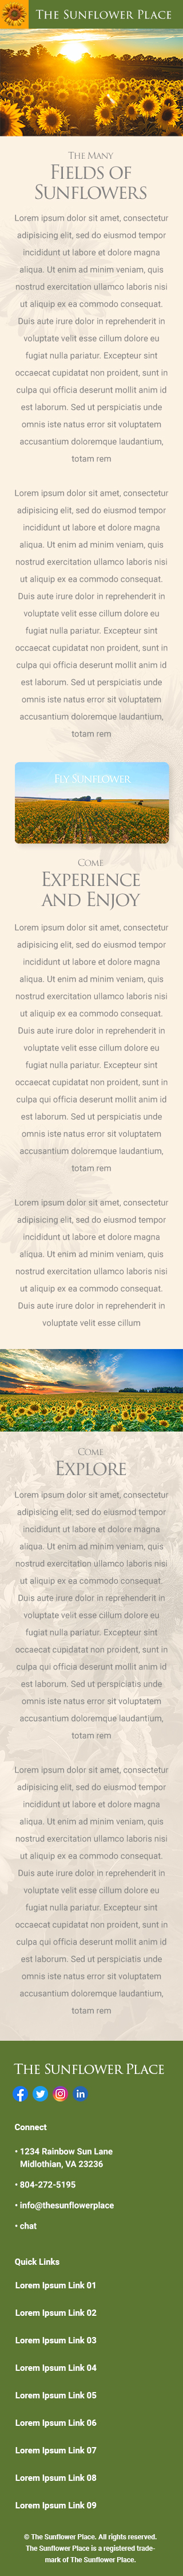 The Sunflower Place
The Many
Fields of
Sunflowers
Lorem ipsum dolor sit amet, consectetur
adipisicing elit, sed do eiusmod tempor
incididunt ut labore et dolore magna
aliqua. Ut enim ad minim veniam, quis
nostrud exercitation ullamco laboris nisi
ut aliquip ex ea commodo consequat.
Duis aute irure dolor in reprehenderit in
voluptate velit esse cillum dolore eu
fugiat nulla pariatur. Excepteur sint
occaecat cupidatat non proident, sunt in
culpa qui officia deserunt mollit anim id
est laborum. Sed ut perspiciatis unde
omnis iste natus error sit voluptatem
accusantium doloremque laudantium,
totam rem
Lorem ipsum dolor sit amet, consectetur
adipisicing elit, sed do eiusmod tempor
incididunt ut labore et dolore magna
aliqua. Ut enim ad minim veniam, quis
nostrud exercitation ullamco laboris nisi
ut aliquip ex ea commodo consequat.
Duis aute irure dolor in reprehenderit in
voluptate velit esse cillum dolore eu
fugiat nulla pariatur. Excepteur sint
occaecat cupidatat non proident, sunt in
culpa qui officia deserunt mollit anim id
est laborum. Sed ut perspiciatis unde
omnis iste natus error sit voluptatem
accusantium doloremque laudantium,
totam rem
Fly Sunflower
Come
Experience
and Enjoy
Lorem ipsum dolor sit amet, consectetur
adipisicing elit, sed do eiusmod tempor
incididunt ut labore et dolore magna
aliqua. Ut enim ad minim veniam, quis
nostrud exercitation ullamco laboris nisi
ut aliquip ex ea commodo consequat.
Duis aute irure dolor in reprehenderit in
voluptate velit esse cillum dolore eu
fugiat nulla pariatur. Excepteur sint
occaecat cupidatat non proident, sunt in
culpa qui officia deserunt mollit anim id
est laborum. Sed ut perspiciatis unde
omnis iste natus error sit voluptatem
accusantium doloremque laudantium,
totam rem
Lorem ipsum dolor sit amet, consectetur
adipisicing elit, sed do eiusmod tempor
incididunt ut labore et dolore magna
aliqua. Ut enim ad minim veniam, quis
nostrud exercitation ullamco laboris nisi
ut aliquip ex ea commodo consequat.
Duis aute irure dolor in reprehenderit in
voluptate velit esse cillum
Come
Explore
Lorem ipsum dolor sit amet, consectetur
adipisicing elit, sed do eiusmod tempor
incididunt ut labore et dolore magna
aliqua. Ut enim ad minim veniam, quis
nostrud exercitation ullamco laboris nisi
ut aliquip ex ea commodo consequat.
Duis aute irure dolor in reprehenderit in
voluptate velit esse cillum dolore eu
fugiat nulla pariatur. Excepteur sint
occaecat cupidatat non proident, sunt in
culpa qui officia deserunt mollit anim id
est laborum. Sed ut perspiciatis unde
omnis iste natus error sit voluptatem
accusantium doloremque laudantium,
totam rem
Lorem ipsum dolor sit amet, consectetur
adipisicing elit, sed do eiusmod tempor
incididunt ut labore et dolore magna
aliqua. Ut enim ad minim veniam, quis
nostrud exercitation ullamco laboris nisi
ut aliquip ex ea commodo consequat.
Duis aute irure dolor in reprehenderit in
voluptate velit esse cillum dolore eu
fugiat nulla pariatur. Excepteur sint
occaecat cupidatat non proident, sunt in
culpa qui officia deserunt mollit anim id
est laborum. Sed ut perspiciatis unde
omnis iste natus error sit voluptatem
accusantium doloremque laudantium,
totam rem
The Sunflower Place
Connect
• 1234 Rainbow Sun Lane
Midlothian, VA 23236
• 804-272-5195
• info@thesunflowerplace
• chat
Quick Links
Lorem Ipsum Link 01
Lorem Ipsum Link 02
Lorem Ipsum Link 03
Lorem Ipsum Link 04
Lorem Ipsum Link 05
Lorem Ipsum Link 06
Lorem Ipsum Link 07
Lorem Ipsum Link 08
Lorem Ipsum Link 09
© The Sunflower Place. All rights reserved.
The Sunflower Place is a registered trade-
mark of The Sunflower Place.